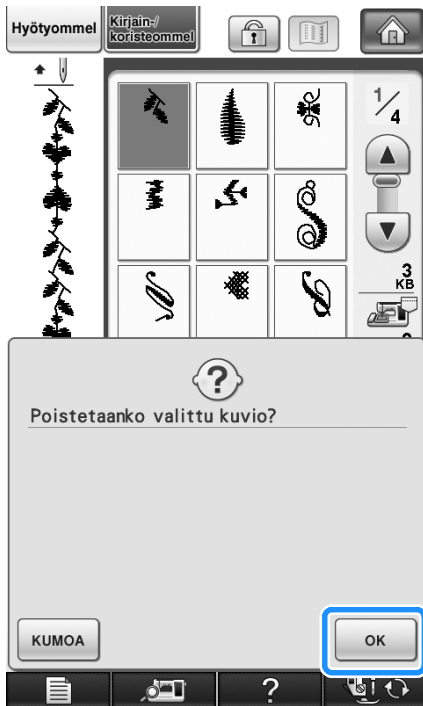 Hyötyommel
Kirjain-/
koristeommel
1/4
3
KB
?
Poistetaanko valittu kuvio?
KUMOA
OK
?